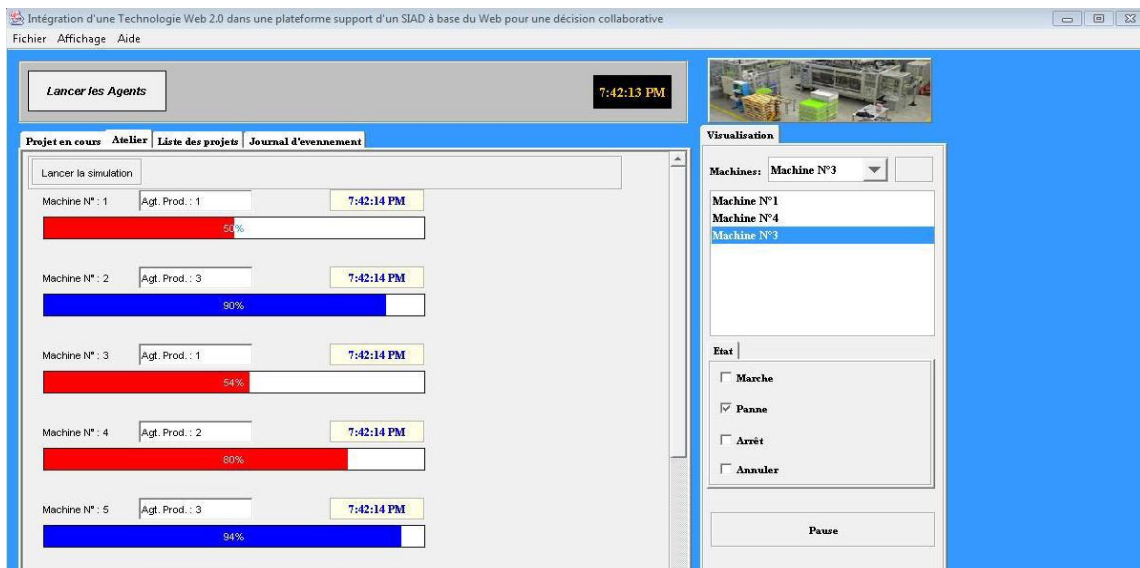 Intégration d'une Technologie Web 2.0 dans une plateforme support d'un SIAD à base du Web pour une décision collaborative
Fichier Affichage Aide
Lancer les Agents
7:42:13 PM
Projet en cours Atelier Liste des projets Journal d'evennement
Lancer la simulation
Machine N° : 1 Agt. Prod. : 1 7:42:14 PM
50%
Machine N° : 2 Agt. Prod. : 3 7:42:14 PM
90%
Machine N° : 3 Agt. Prod. : 1 7:42:14 PM
54%
Machine N° : 4 Agt. Prod. : 2 7:42:14 PM
80%
Machine N° : 5 Agt. Prod. : 3 7:42:14 PM
94%
Visualisation
Machines: Machine N°3
Machine N°1
Machine N°4
Machine N°3
Etat
Marche
Panne
Arrêt
Annuler
Pause